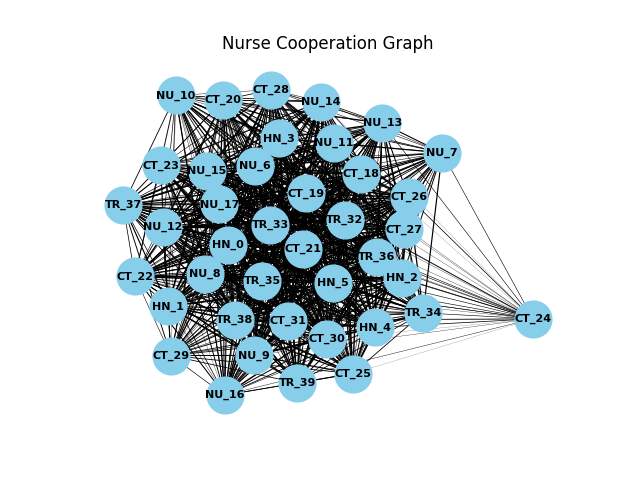 Nurse Cooperation Graph
CT_28
NU_10
CT_20
NU_14
NU_13
HN_3
NU_11
NU_7
CT_23
NU_6
NU_15
CT_18
CT_19
CT_26
TR_37
NU_17
TR_32
NU_12
TR_33
CT_27
HN_0
CT_21
TR_36
CT_22
NU_8
HN_2
TR_35
HN_5
HN_1
TR_34
CT_24
TR_38
CT_31
HN_4
CT_30
CT_29
NU_9
CT_25
TR_39
NU_16